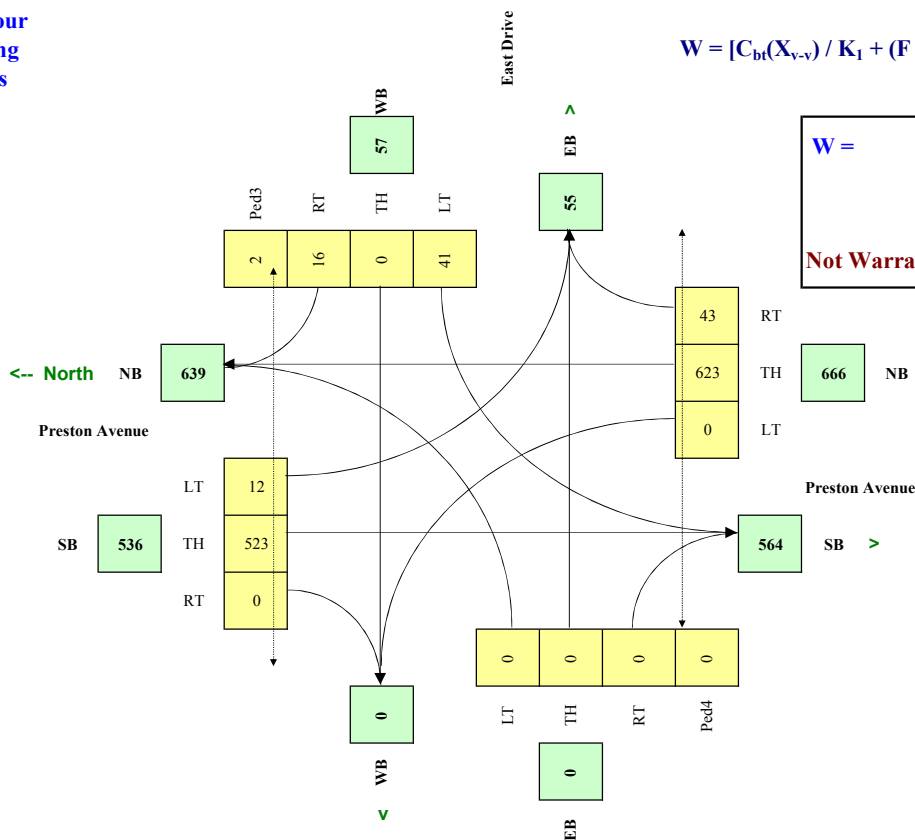 our
ng
s
East Drive
W = [Cbt(Xv-v) / K1 + (F
WB
57
^
EB
55
W =
Not Warra
Ped3
RT
TH
LT
2
16
0
41
43
RT
<-- North NB 639
623
TH
666
NB
0
LT
Preston Avenue
Preston Avenue
LT
12
SB
536
TH
523
564
SB >
RT
0
0
0
0
0
LT
TH
RT
Ped4
0
WB
v
0
EB